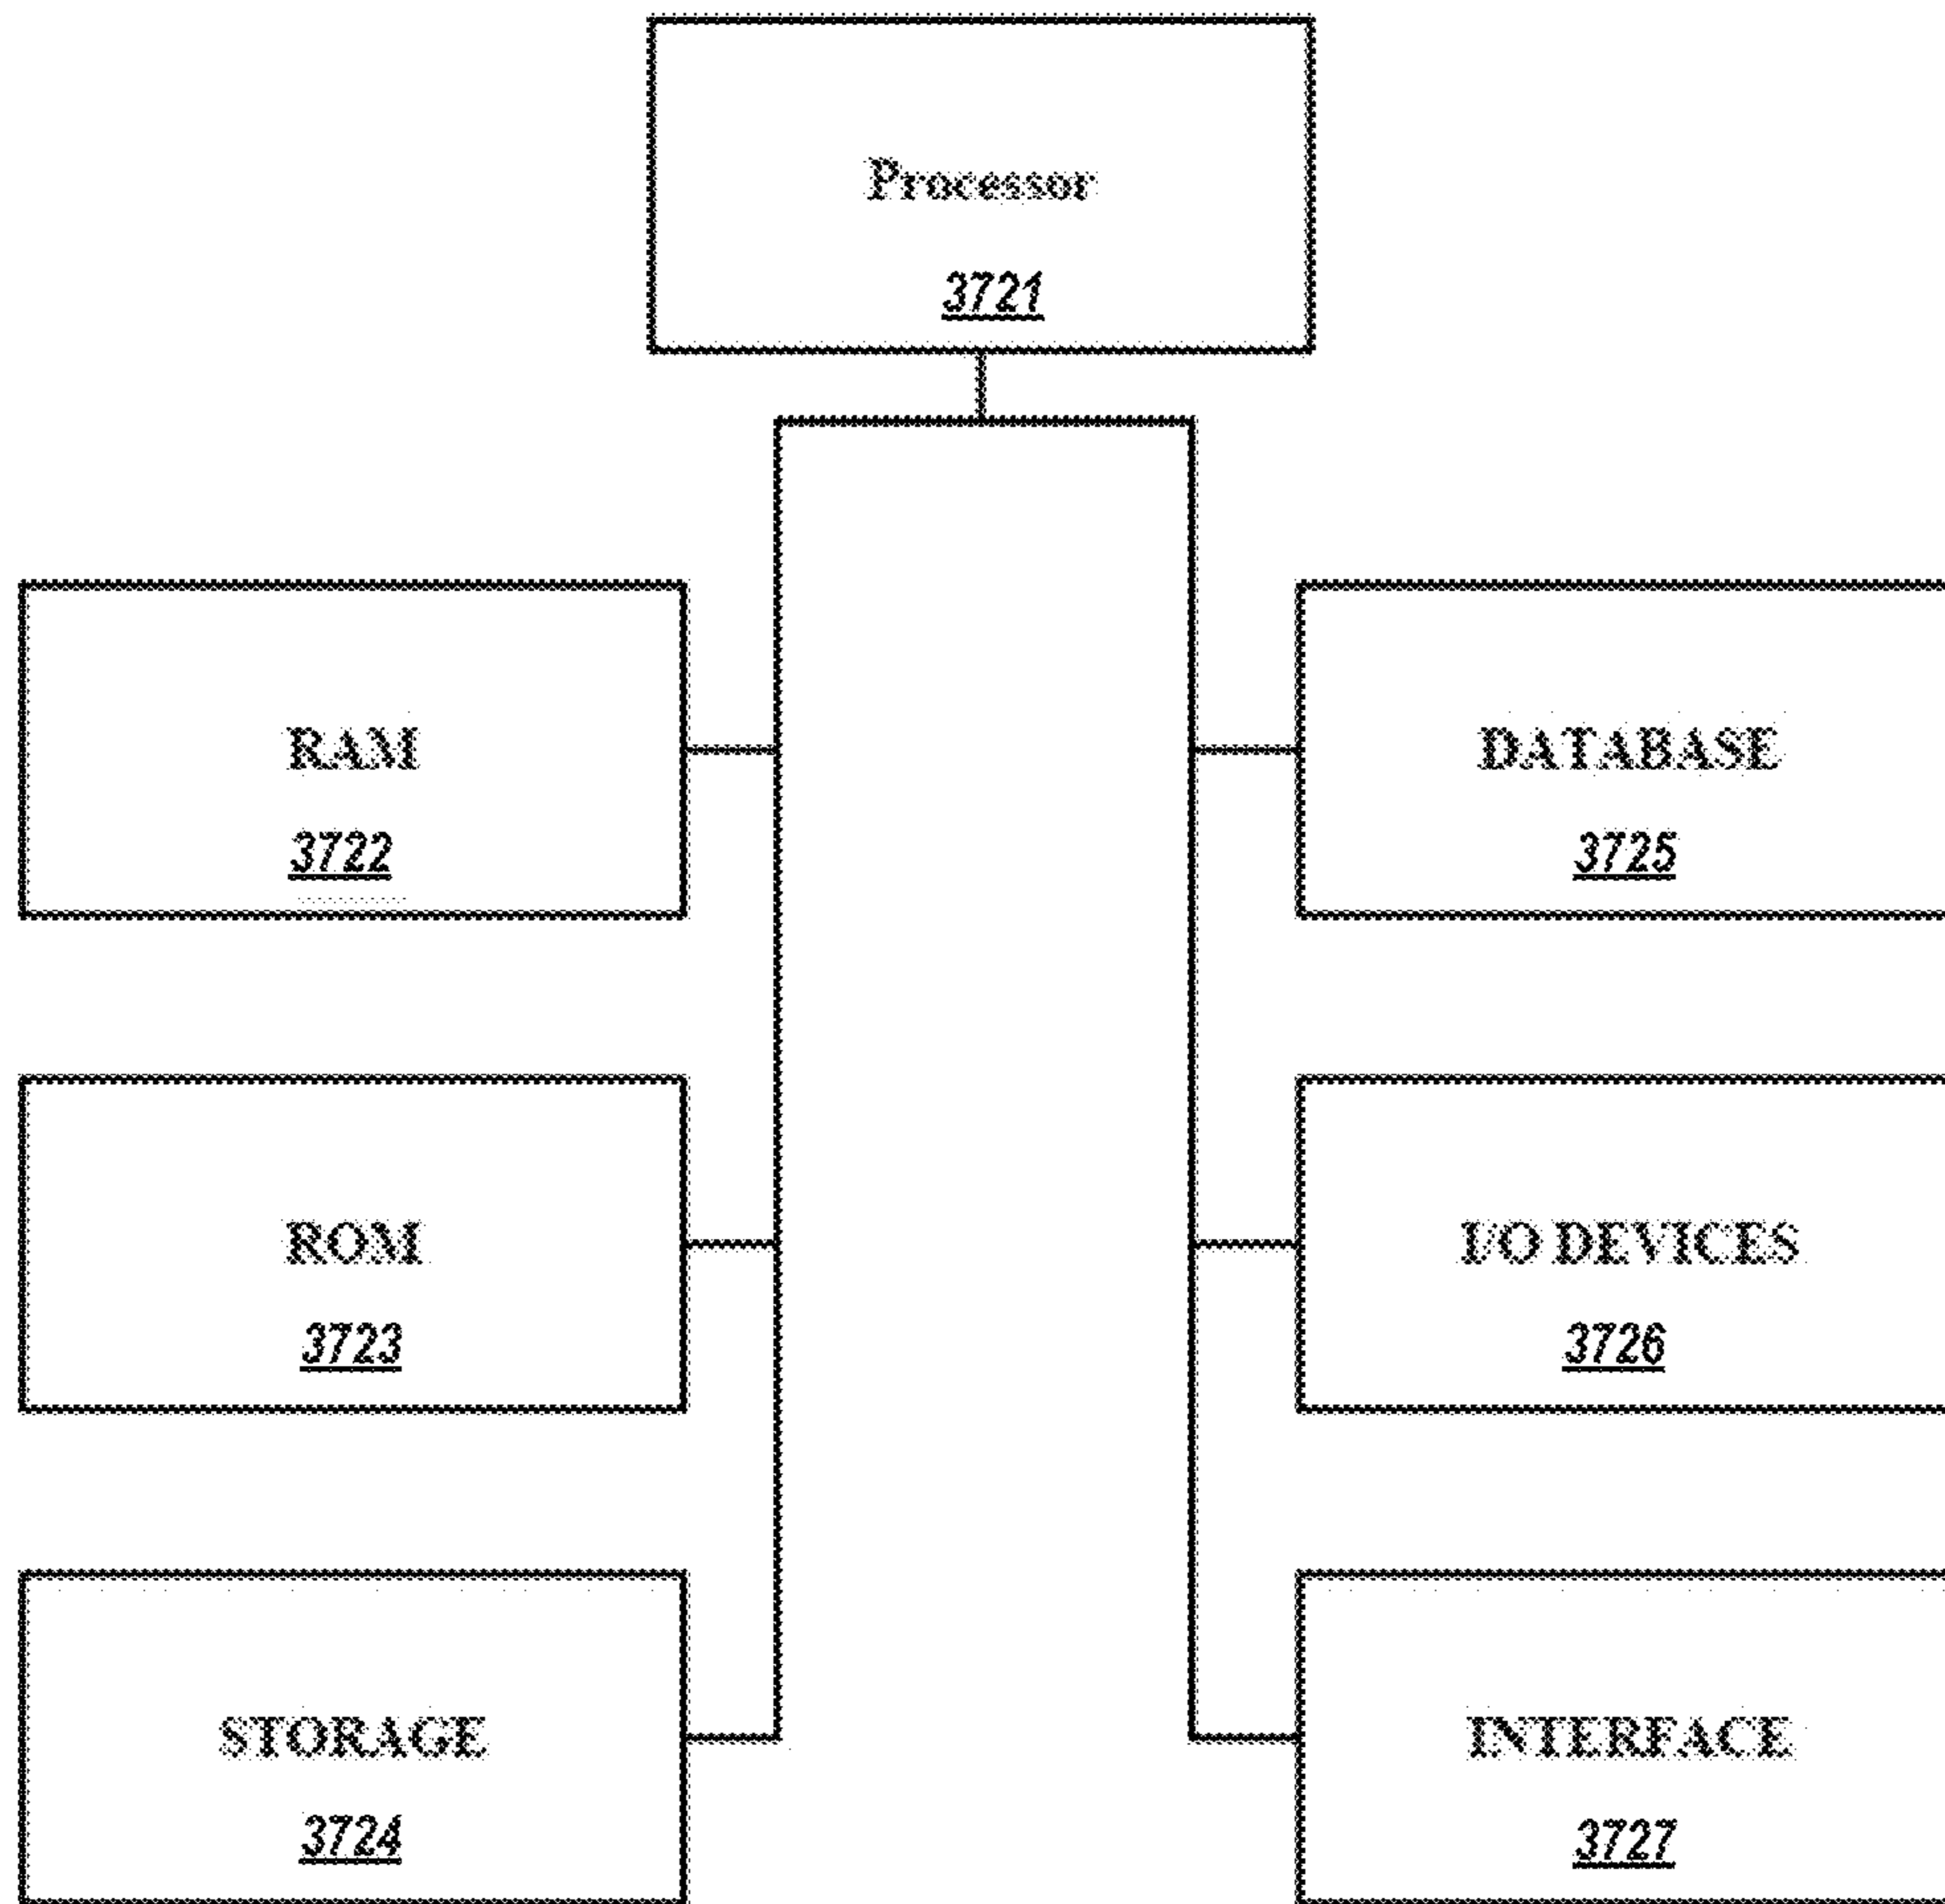 Processor
3721
RAM
3722
DATABASE
3725
ROM
3723
I/O DEVICES
3726
STORAGE
3724
INTERFACE
3727